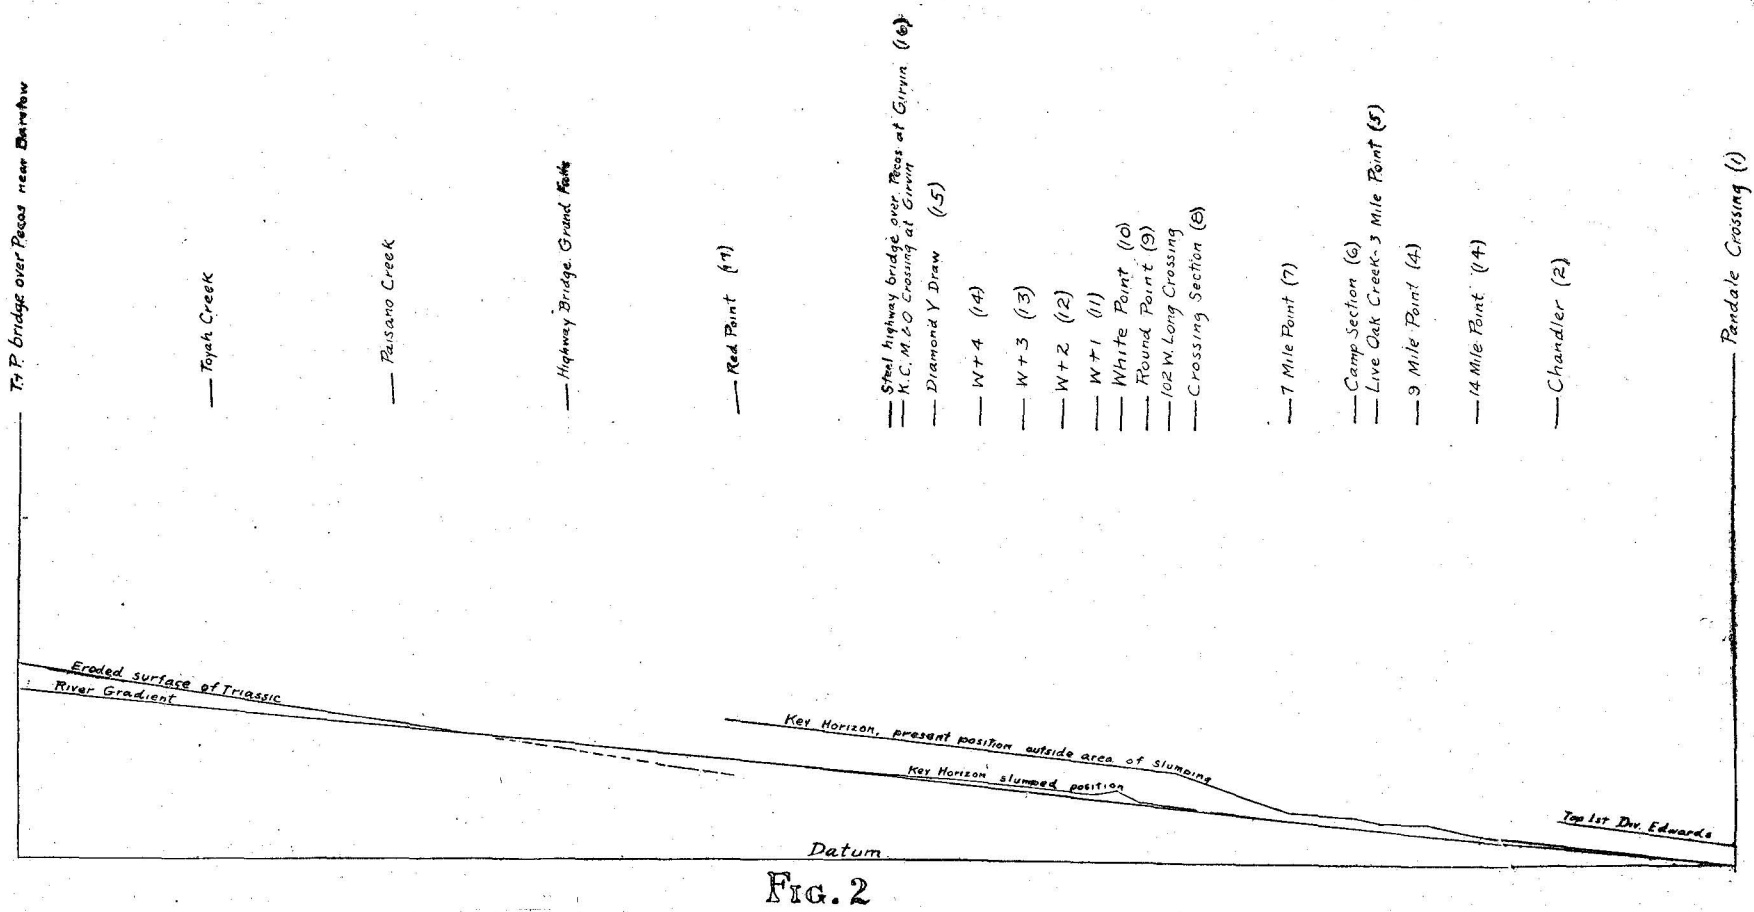 T+P. bridge over Pecos near Barstow
Toyah Creek
Paisano Creek
Highway Bridge. Grand Falls
Red Point (17)
Steel highway bridge over Pecos at Girvin (16)
K.C.M.&O Crossing at Girvin
Diamond Y Draw (15)
W+4 (14)
W+3 (13)
W+2 (12)
W+1 (11)
White Point (10)
Round Point (9)
102 W. Long Crossing
Crossing Section (8)
7 Mile Point (7)
Camp Section (6)
Live Oak Creek-3 Mile Point (5)
9 Mile Point (4)
14 Mile Point (14)
Chandler (2)
Pandale Crossing (1)
Eroded surface of Triassic
River Gradient
Key Horizon, present position outside area of slumping
Key Horizon slumped position
Top 1st Div. Edwards
Datum
FIG. 2